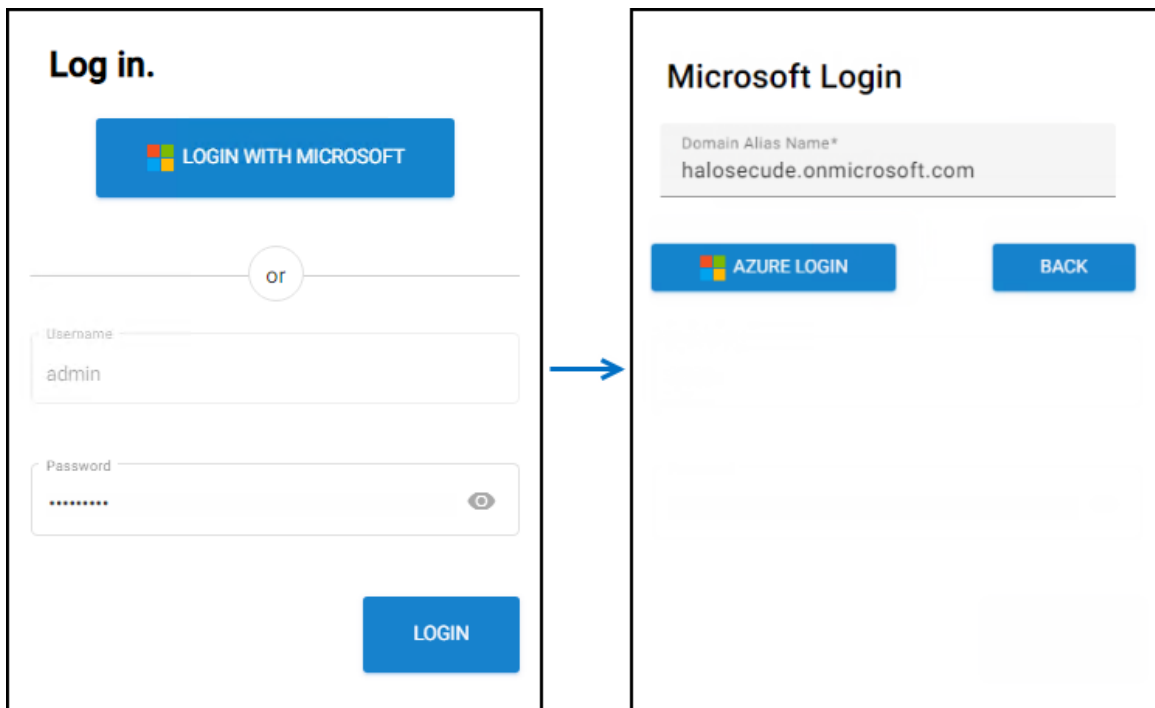 Log in.
LOGIN WITH MICROSOFT
or
Username
admin
Password
•••••••••
LOGIN
Microsoft Login
Domain Alias Name*
halosecude.onmicrosoft.com
AZURE LOGIN
BACK